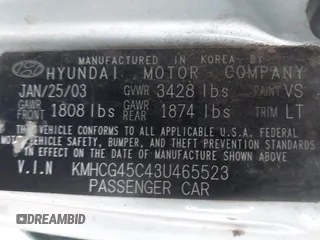 MANUFACTURED IN KOREA BY
HYUNDAI MOTOR COMPANY
JAN/25/03 GVWR 3428 lbs PAINT VS
GAWR FRONT 1808 lbs GAWR REAR 1874 lbs TRIM LT
THIS VEHICLE CONFORMS TO ALL APPLICABLE U.S.A. FEDERAL
MOTOR VEHICLE SAFETY, BUMPER, AND THEFT PREVENTION
STANDARDS IN EFFECT ON THE DATE OF MANUFACTURE SHOWN ABOVE.
V.I.N KMHCG45C43U465523
PASSENGER CAR
DREAMBID
DREAMBID.COM